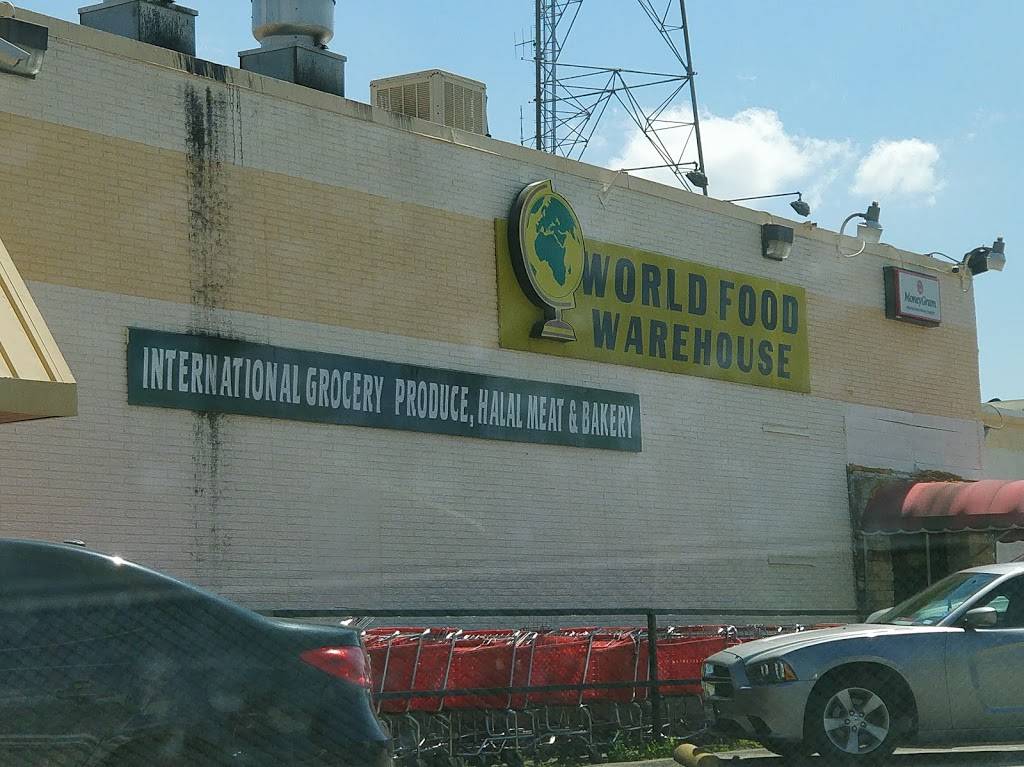 WORLD FOOD
WAREHOUSE
MoneyGram
INTERNATIONAL GROCERY PRODUCE, HALAL MEAT & BAKERY